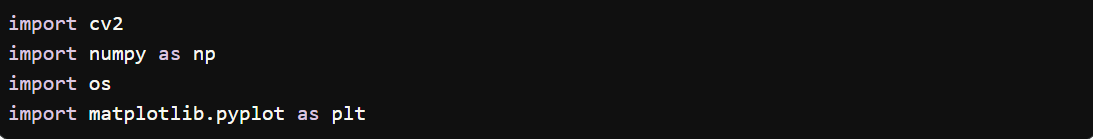 import cv2
import numpy as np
import os
import matplotlib.pyplot as plt